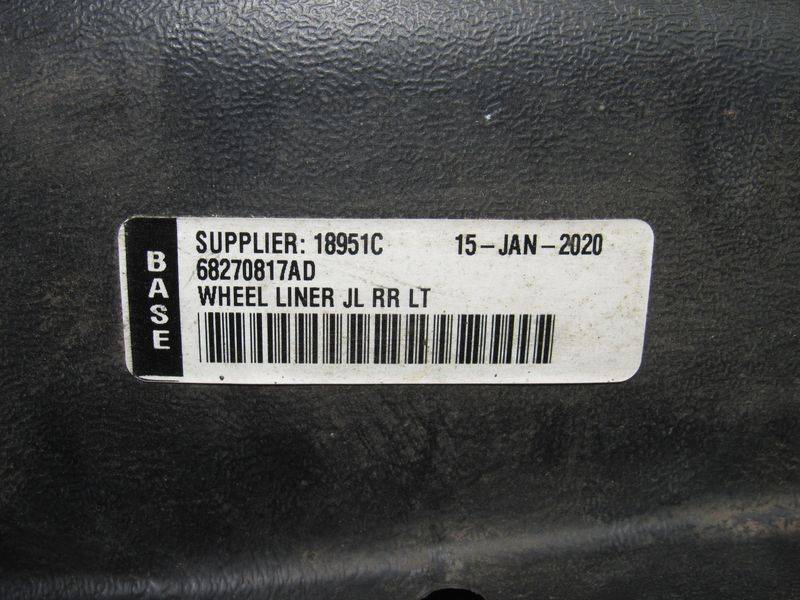 BASE
SUPPLIER: 18951C 15-JAN-2020
68270817AD
WHEEL LINER JL RR LT